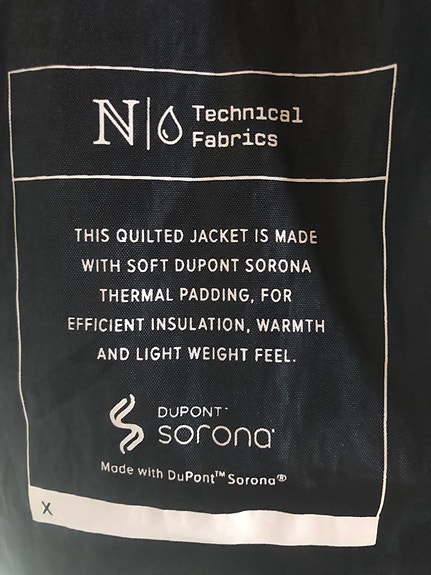 N Technical
Fabrics
THIS QUILTED JACKET IS MADE
WITH SOFT DUPONT SORONA
THERMAL PADDING, FOR
EFFICIENT INSULATION, WARMTH
AND LIGHT WEIGHT FEEL.
DUPONT™
sorona®
Made with DuPont™ Sorona®
X